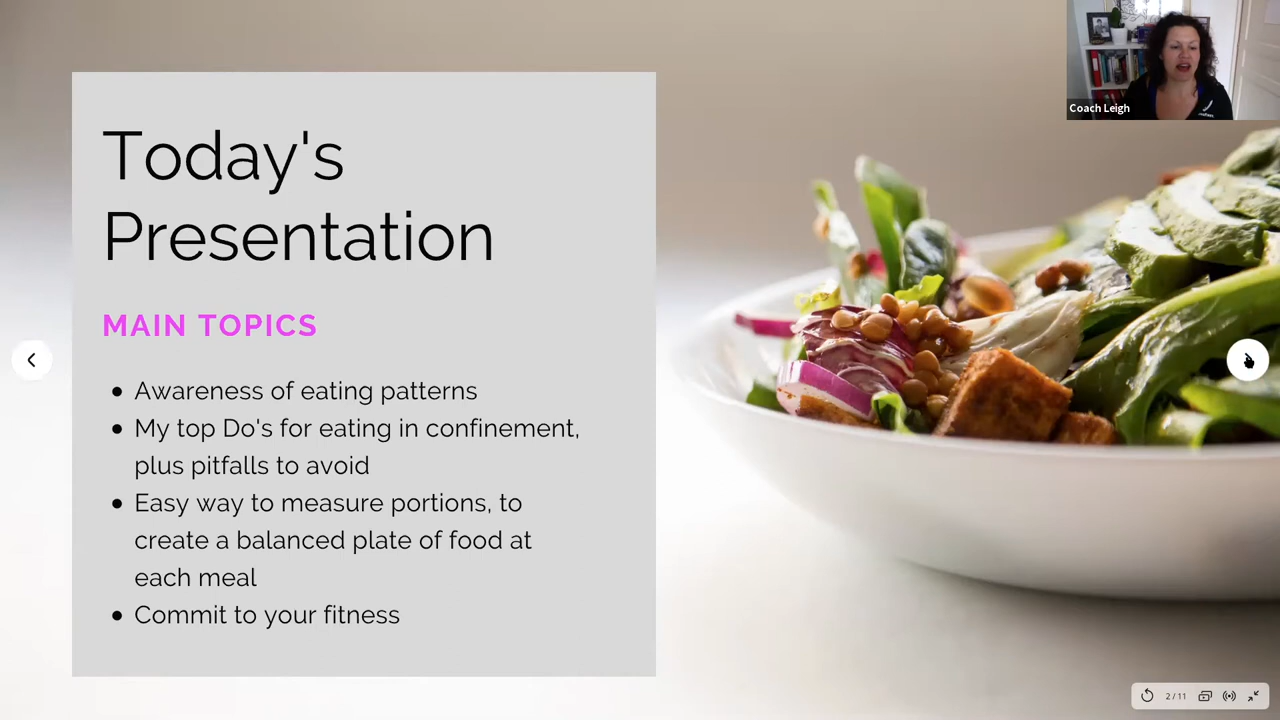 Coach Leigh
Today's
Presentation
MAIN TOPICS
• Awareness of eating patterns
• My top Do's for eating in confinement,
plus pitfalls to avoid
• Easy way to measure portions, to
create a balanced plate of food at
each meal
• Commit to your fitness
2 / 11